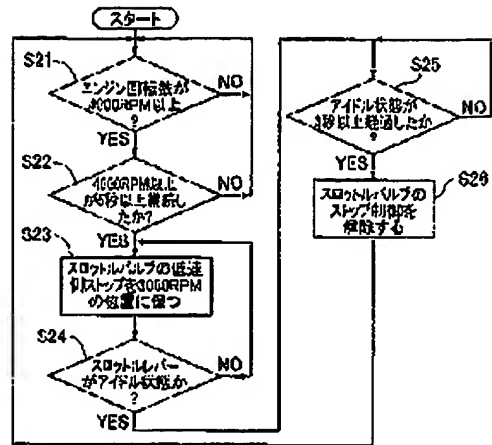 スタート
S21
エンジン回転数が
4000RPM以上
?
NO
YES
S22
4000RPM以上
が5秒以上継続し
たか?
NO
YES
S23
スロットルバルブの低速
側ストップを3000RPM
の位置に保つ
S24
スロットルレバー
がアイドル状態か
?
NO
YES
S25
アイドル状態が
3秒以上経過したか
?
NO
YES
S26
スロットルバルブの
ストップ制御を
解除する